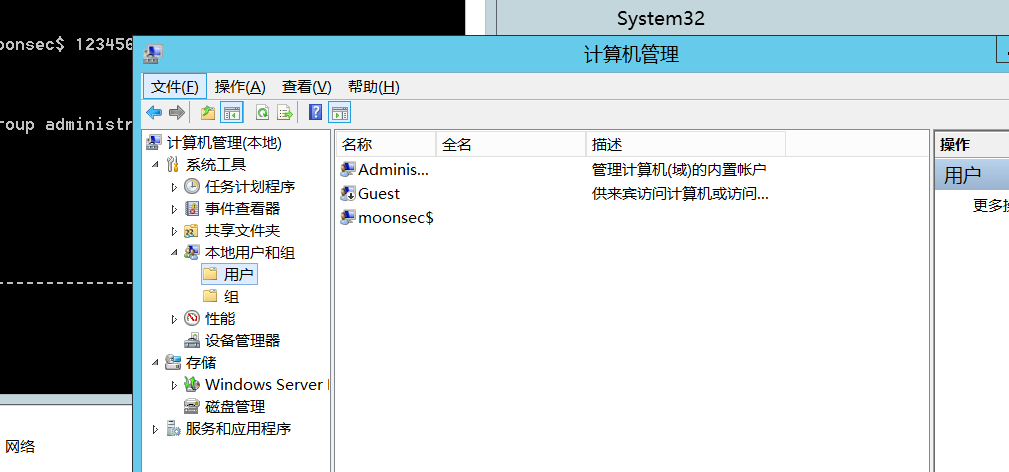 System32
oonsec$ 123456
roup administr
网络
计算机管理
文件(F) 操作(A) 查看(V) 帮助(H)
计算机管理(本地)
系统工具
任务计划程序
事件查看器
共享文件夹
本地用户和组
用户
组
性能
设备管理器
存储
Windows Server
磁盘管理
服务和应用程序
名称 全名 描述
Adminis... 管理计算机(域)的内置帐户
Guest 供来宾访问计算机或访问...
moonsec$
操作
用户
更多